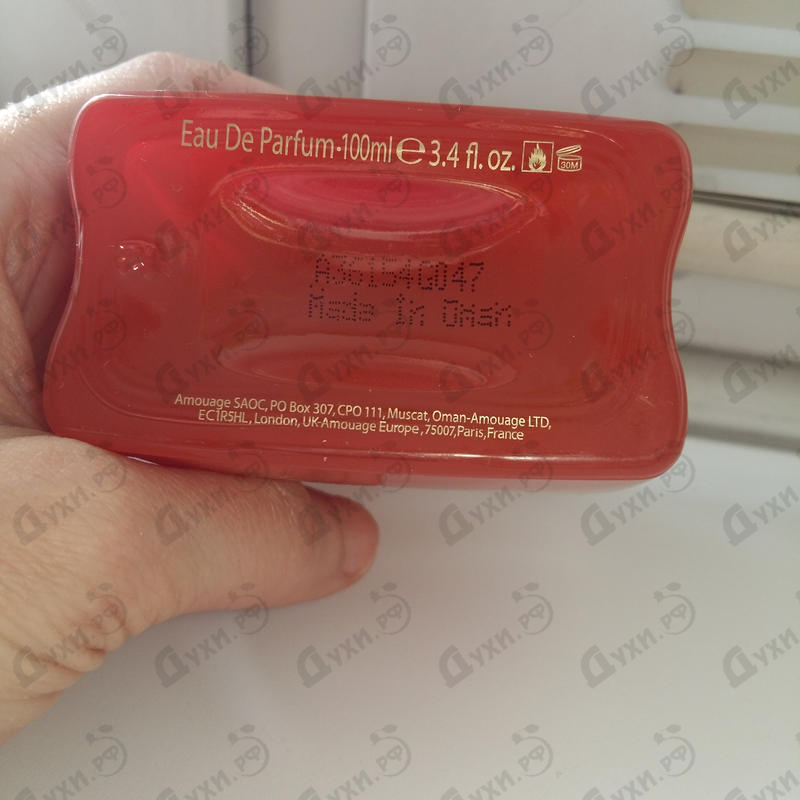 Eau De Parfum·100ml ℮ 3.4 fl. oz.
30M
A36154G047
Made in Oman
Amouage SAOC, PO Box 307, CPO 111, Muscat, Oman-Amouage LTD,
EC1R5HL, London, UK-Amouage Europe, 75007, Paris, France
Духи.РФ